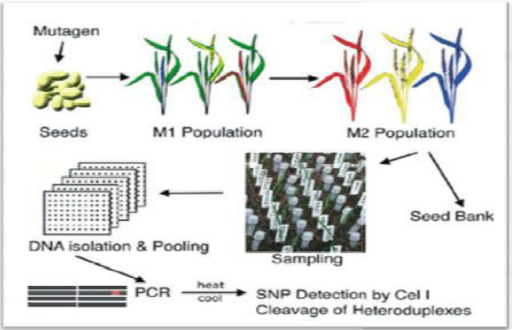 Mutagen
Seeds
M1 Population
M2 Population
Seed Bank
Sampling
DNA isolation & Pooling
PCR
heat
cool
SNP Detection by Cel I
Cleavage of Heteroduplexes